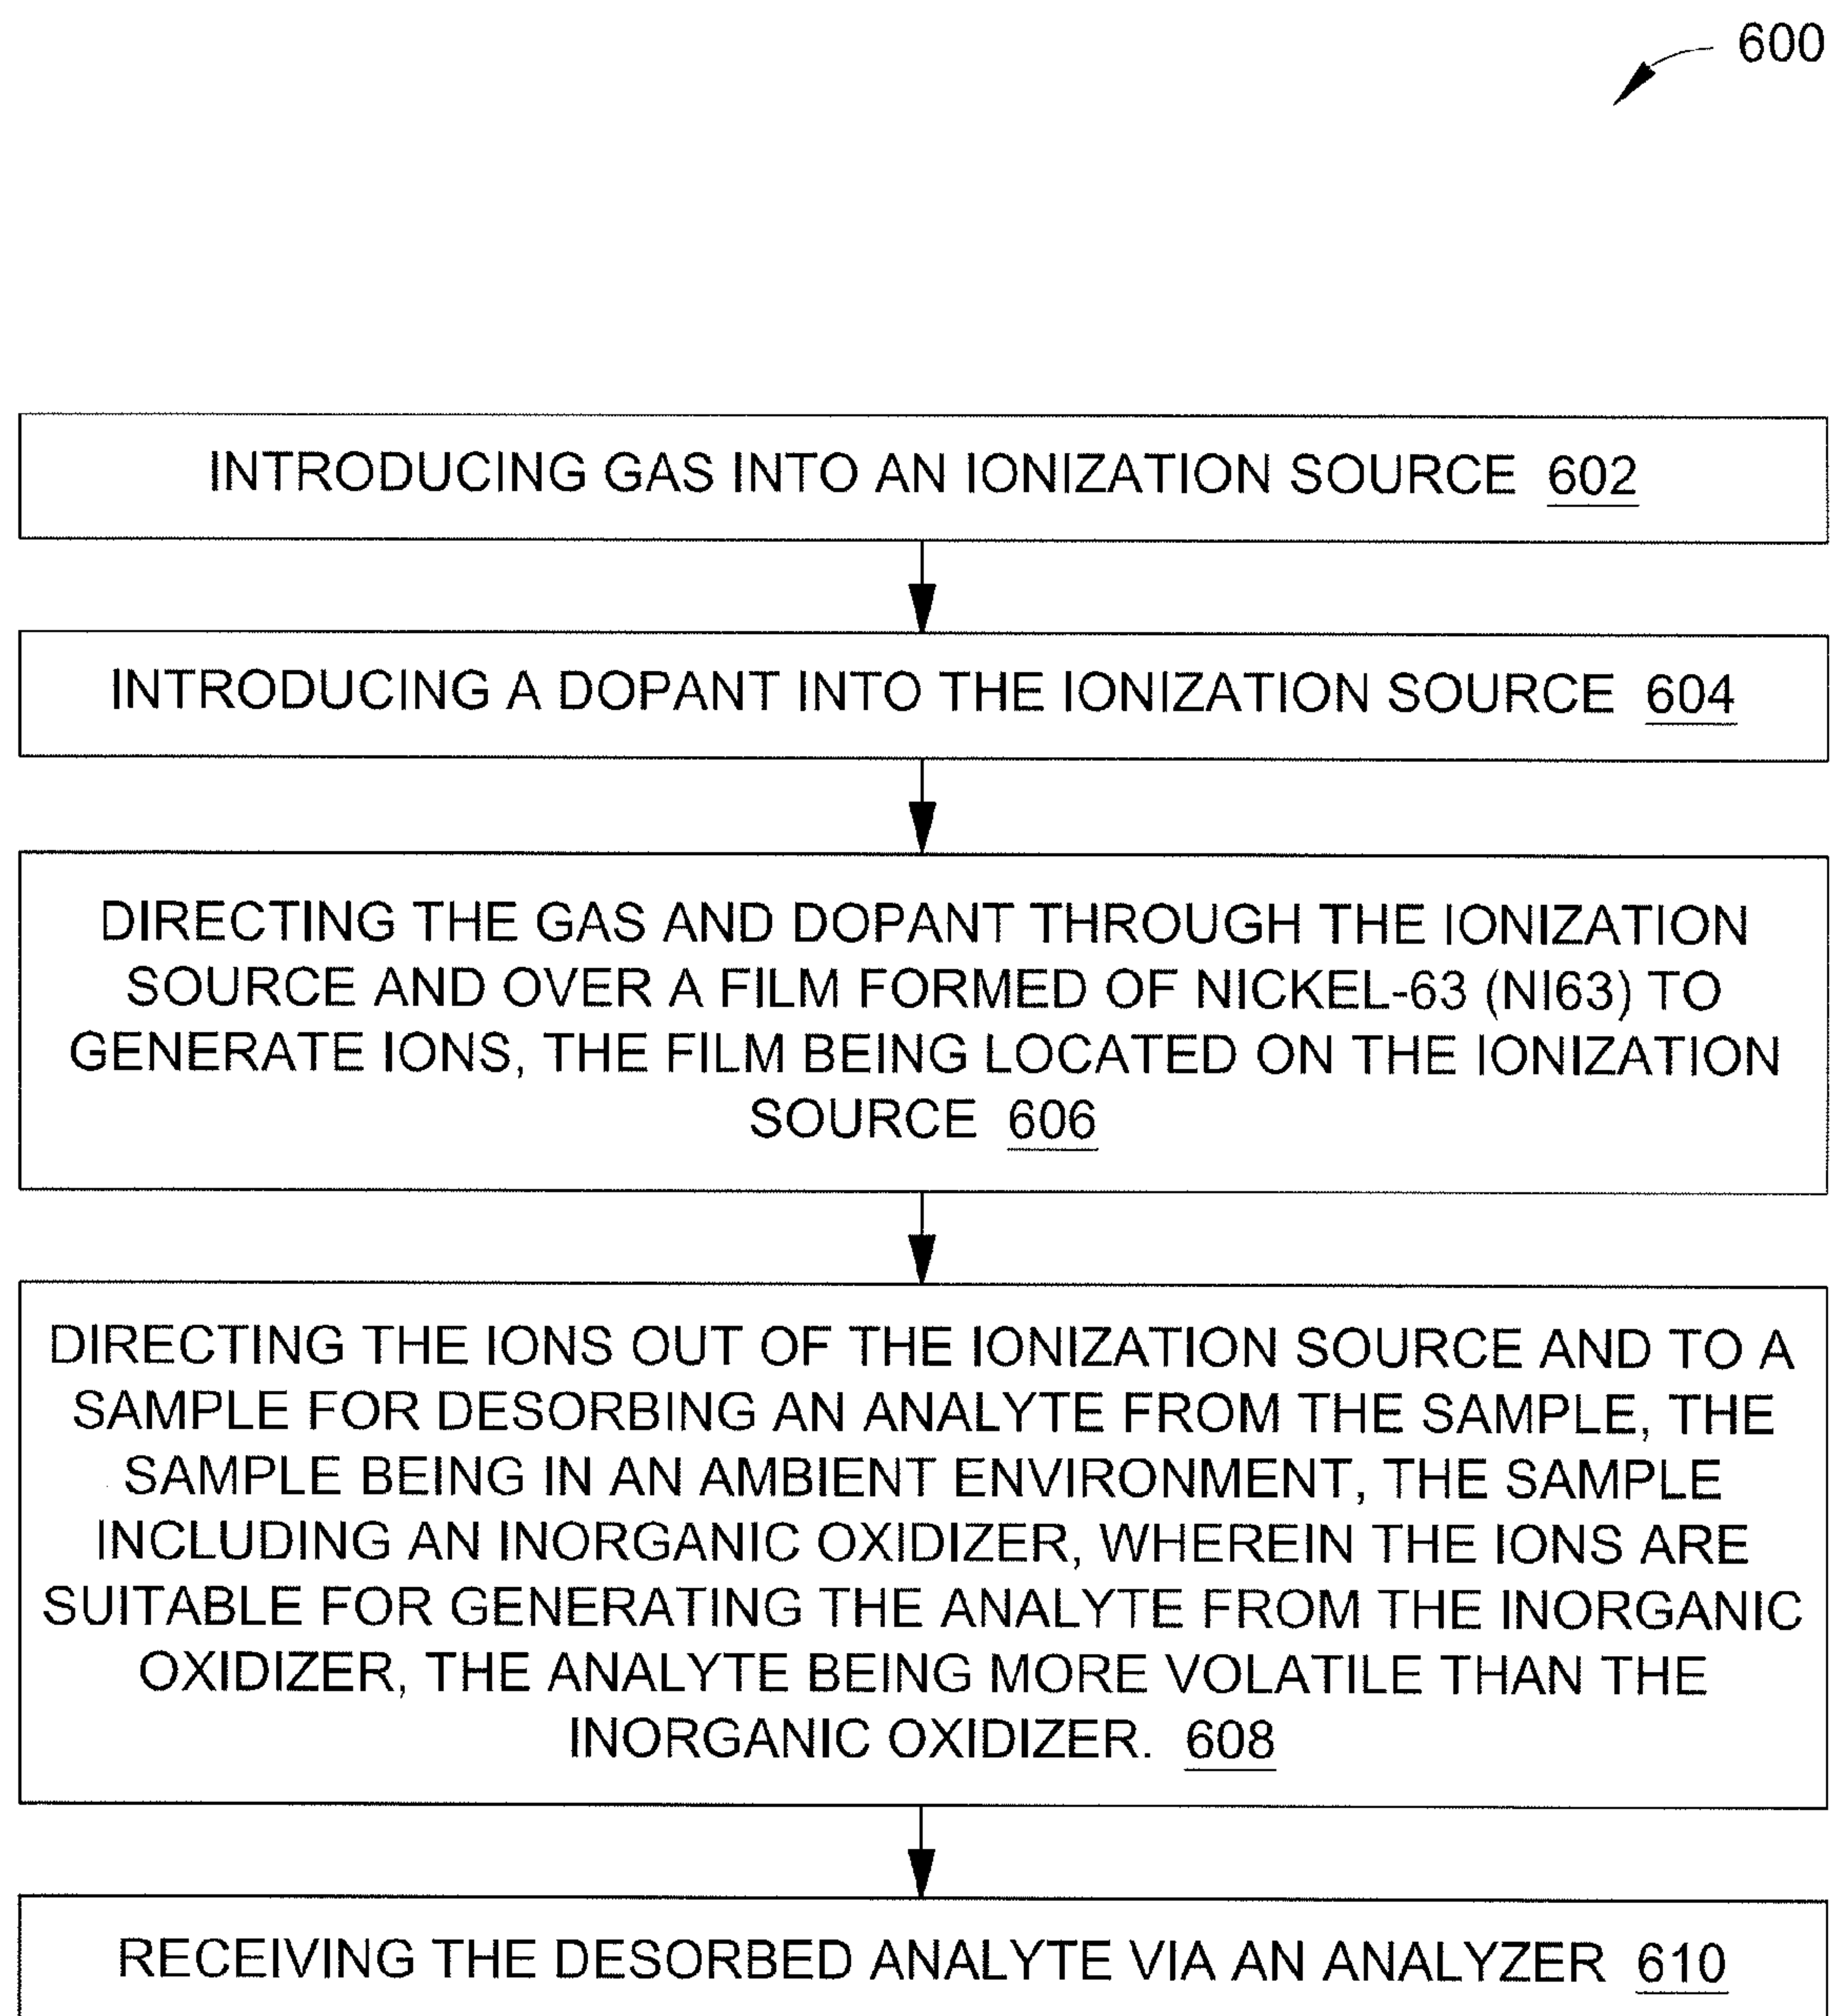 600
INTRODUCING GAS INTO AN IONIZATION SOURCE 602
INTRODUCING A DOPANT INTO THE IONIZATION SOURCE 604
DIRECTING THE GAS AND DOPANT THROUGH THE IONIZATION
SOURCE AND OVER A FILM FORMED OF NICKEL-63 (NI63) TO
GENERATE IONS, THE FILM BEING LOCATED ON THE IONIZATION
SOURCE 606
DIRECTING THE IONS OUT OF THE IONIZATION SOURCE AND TO A
SAMPLE FOR DESORBING AN ANALYTE FROM THE SAMPLE, THE
SAMPLE BEING IN AN AMBIENT ENVIRONMENT, THE SAMPLE
INCLUDING AN INORGANIC OXIDIZER, WHEREIN THE IONS ARE
SUITABLE FOR GENERATING THE ANALYTE FROM THE INORGANIC
OXIDIZER, THE ANALYTE BEING MORE VOLATILE THAN THE
INORGANIC OXIDIZER. 608
RECEIVING THE DESORBED ANALYTE VIA AN ANALYZER 610